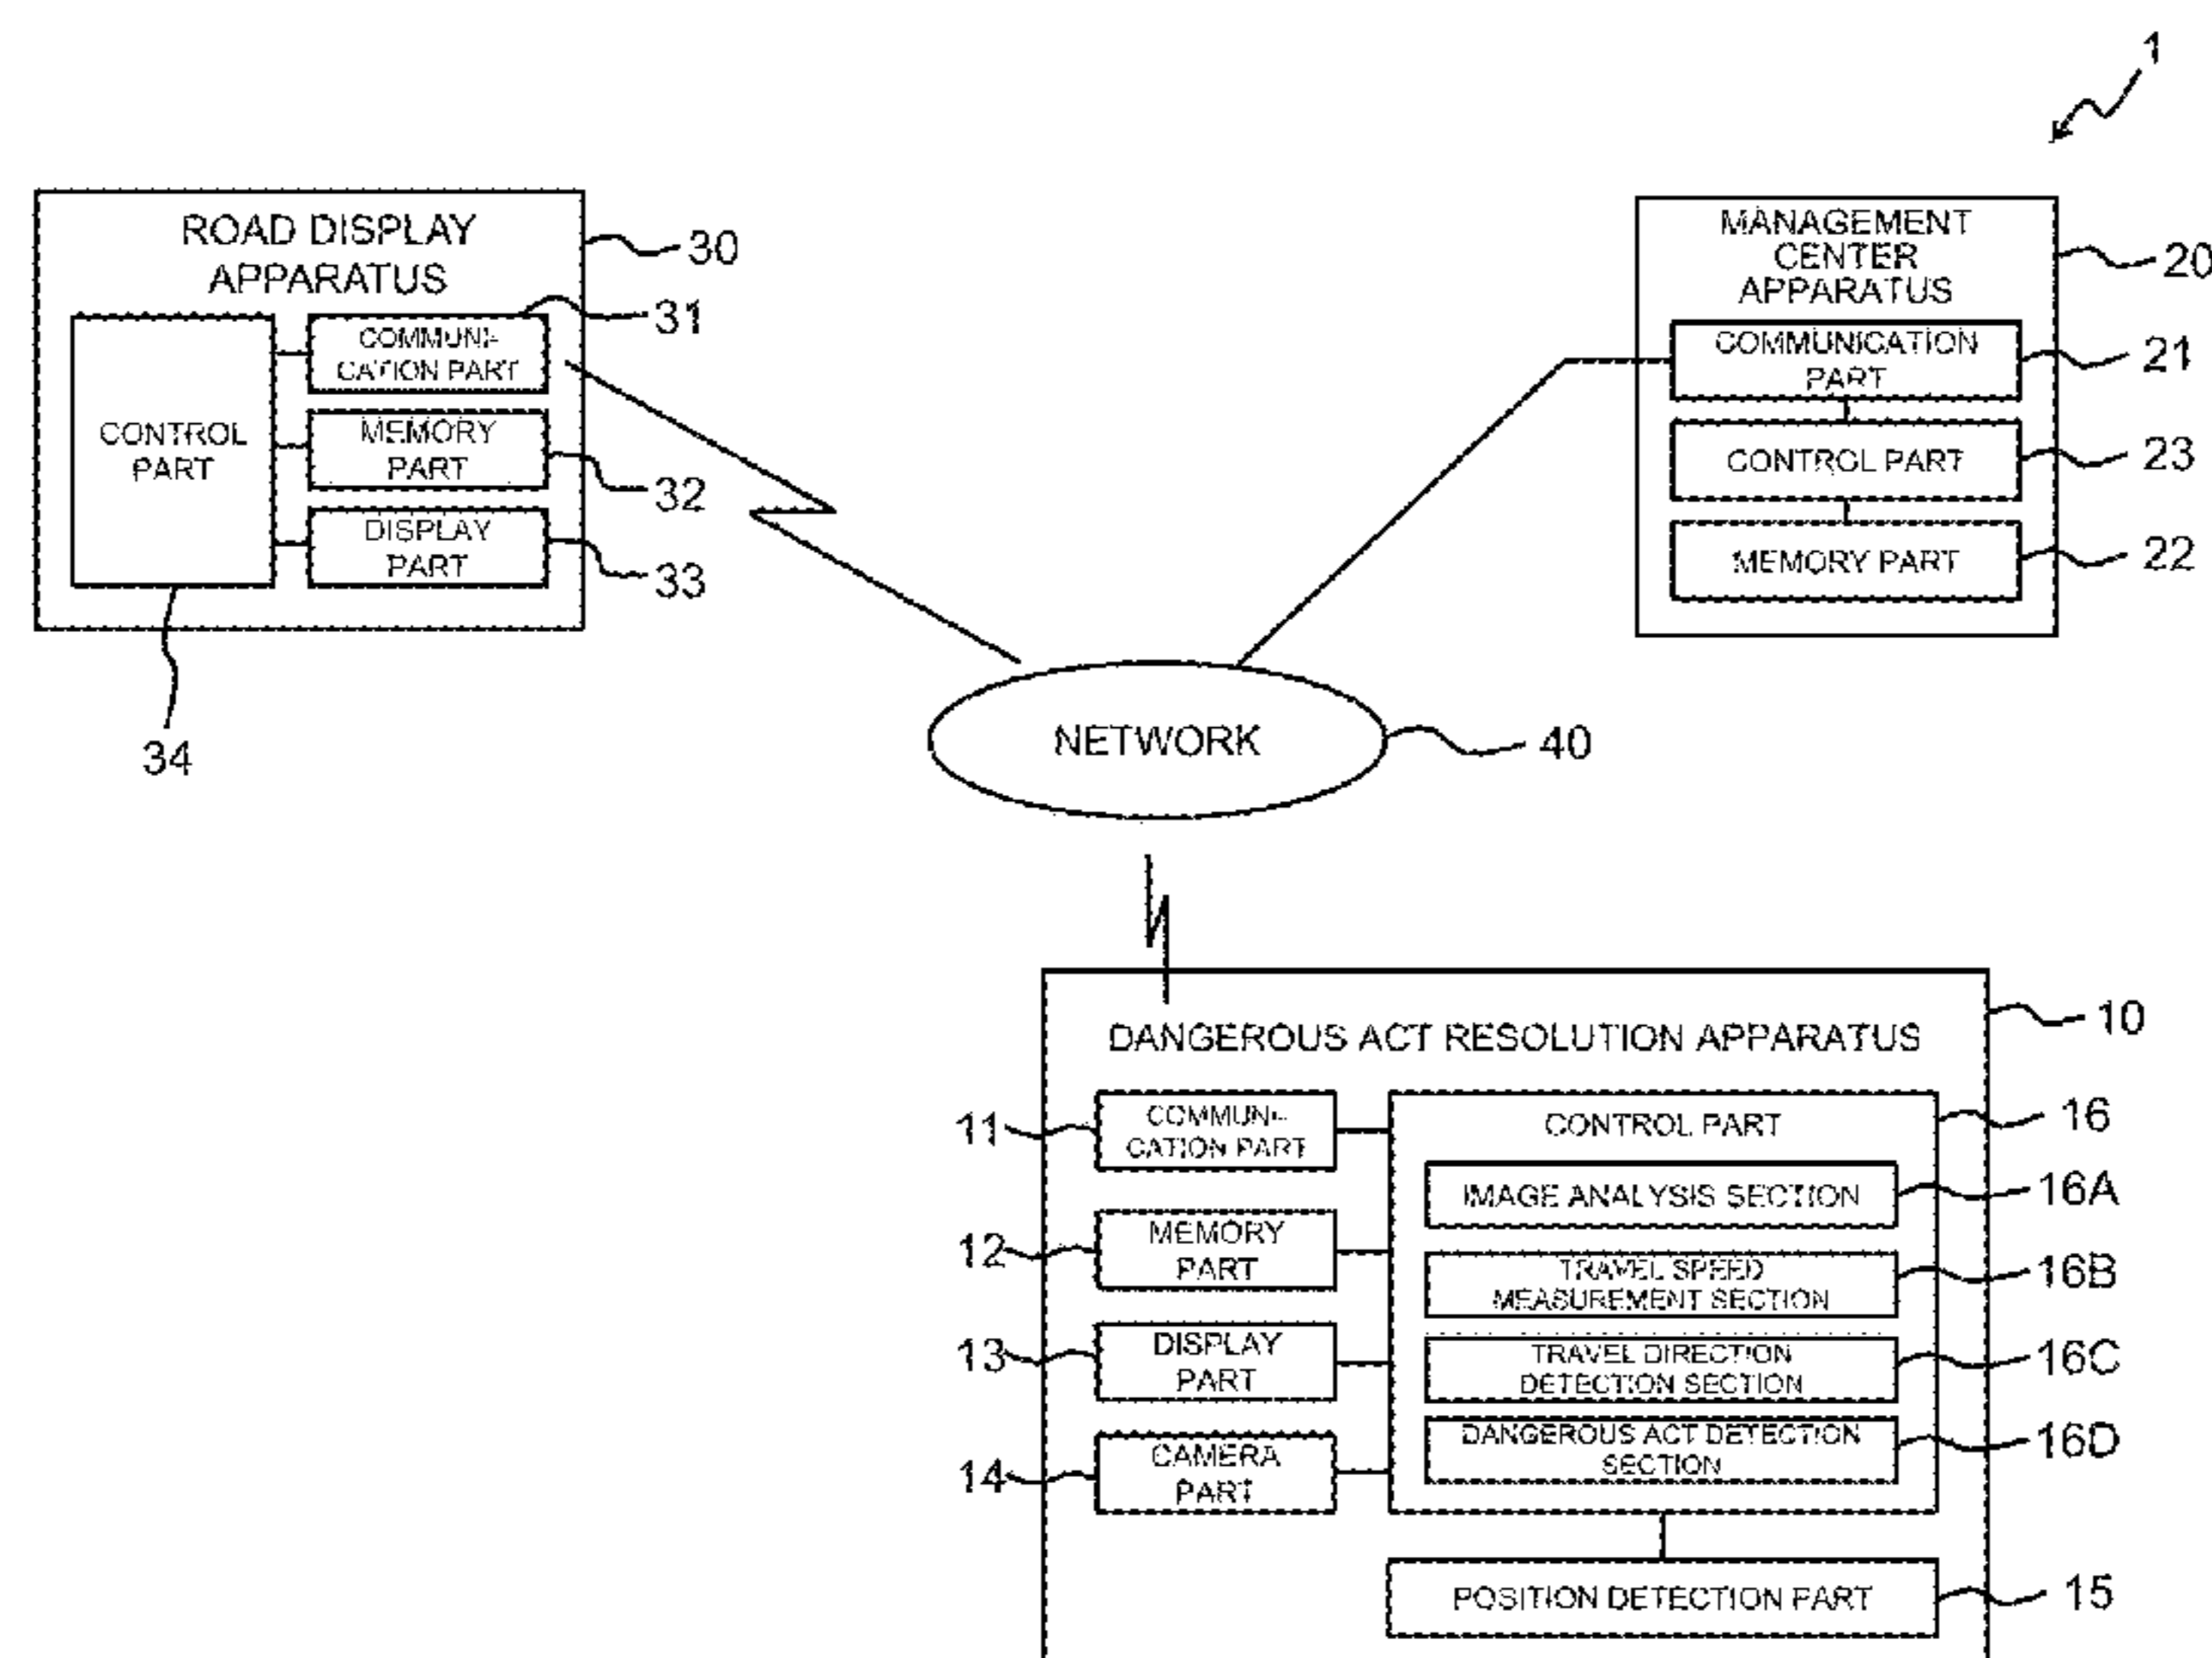 1
ROAD DISPLAY
APPARATUS
30
COMMUNI-
CATION PART
31
CONTROL
PART
MEMORY
PART
32
DISPLAY
PART
33
34
MANAGEMENT
CENTER
APPARATUS
20
COMMUNICATION
PART
21
CONTROL PART
23
MEMORY PART
22
NETWORK
40
DANGEROUS ACT RESOLUTION APPARATUS
10
11
COMMUNI-
CATION PART
12
MEMORY
PART
13
DISPLAY
PART
14
CAMERA
PART
CONTROL PART
16
IMAGE ANALYSIS SECTION
16A
TRAVEL SPEED
MEASUREMENT SECTION
16B
TRAVEL DIRECTION
DETECTION SECTION
16C
DANGEROUS ACT DETECTION
SECTION
16D
POSITION DETECTION PART
15